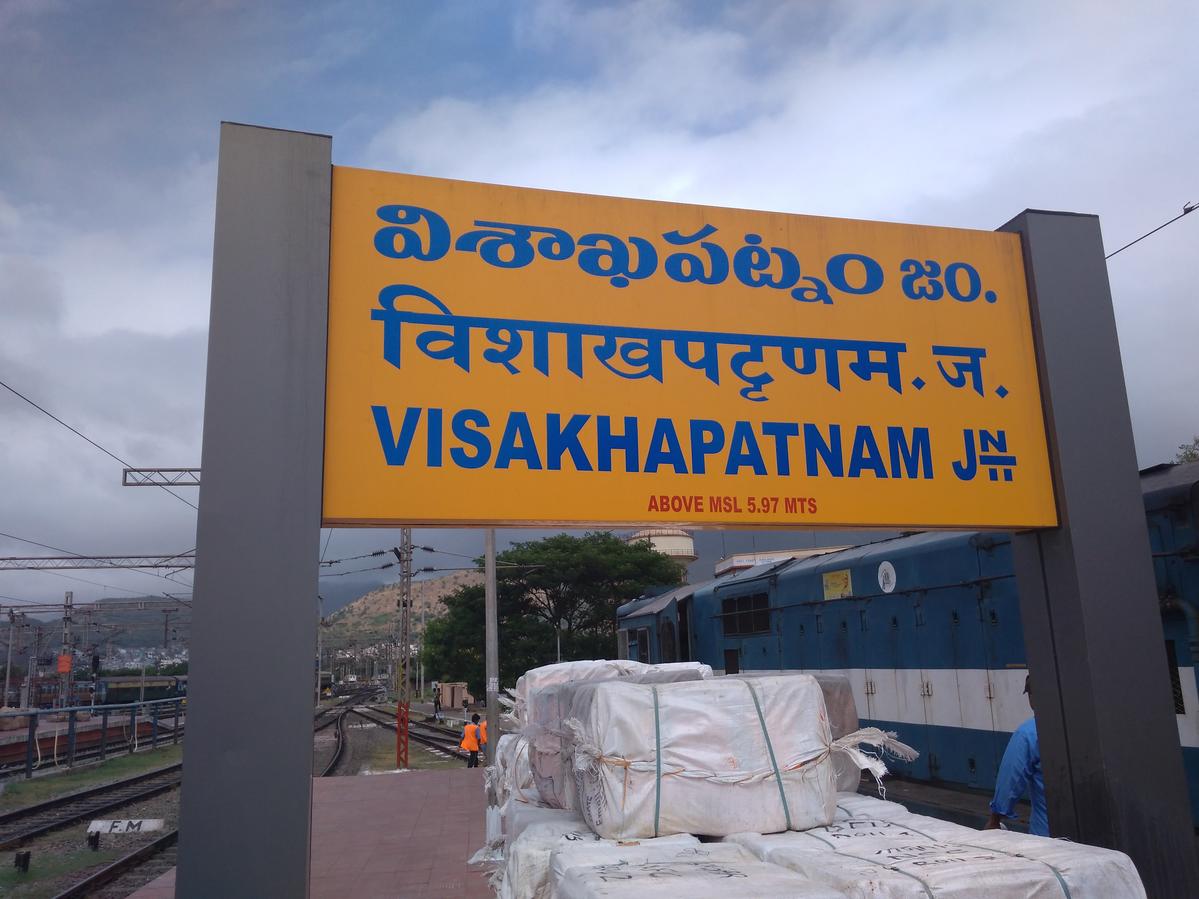 విశాఖపట్నం జం.
विशाखपट्टणम. ज.
VISAKHAPATNAM JN
ABOVE MSL 5.97 MTS
F.M